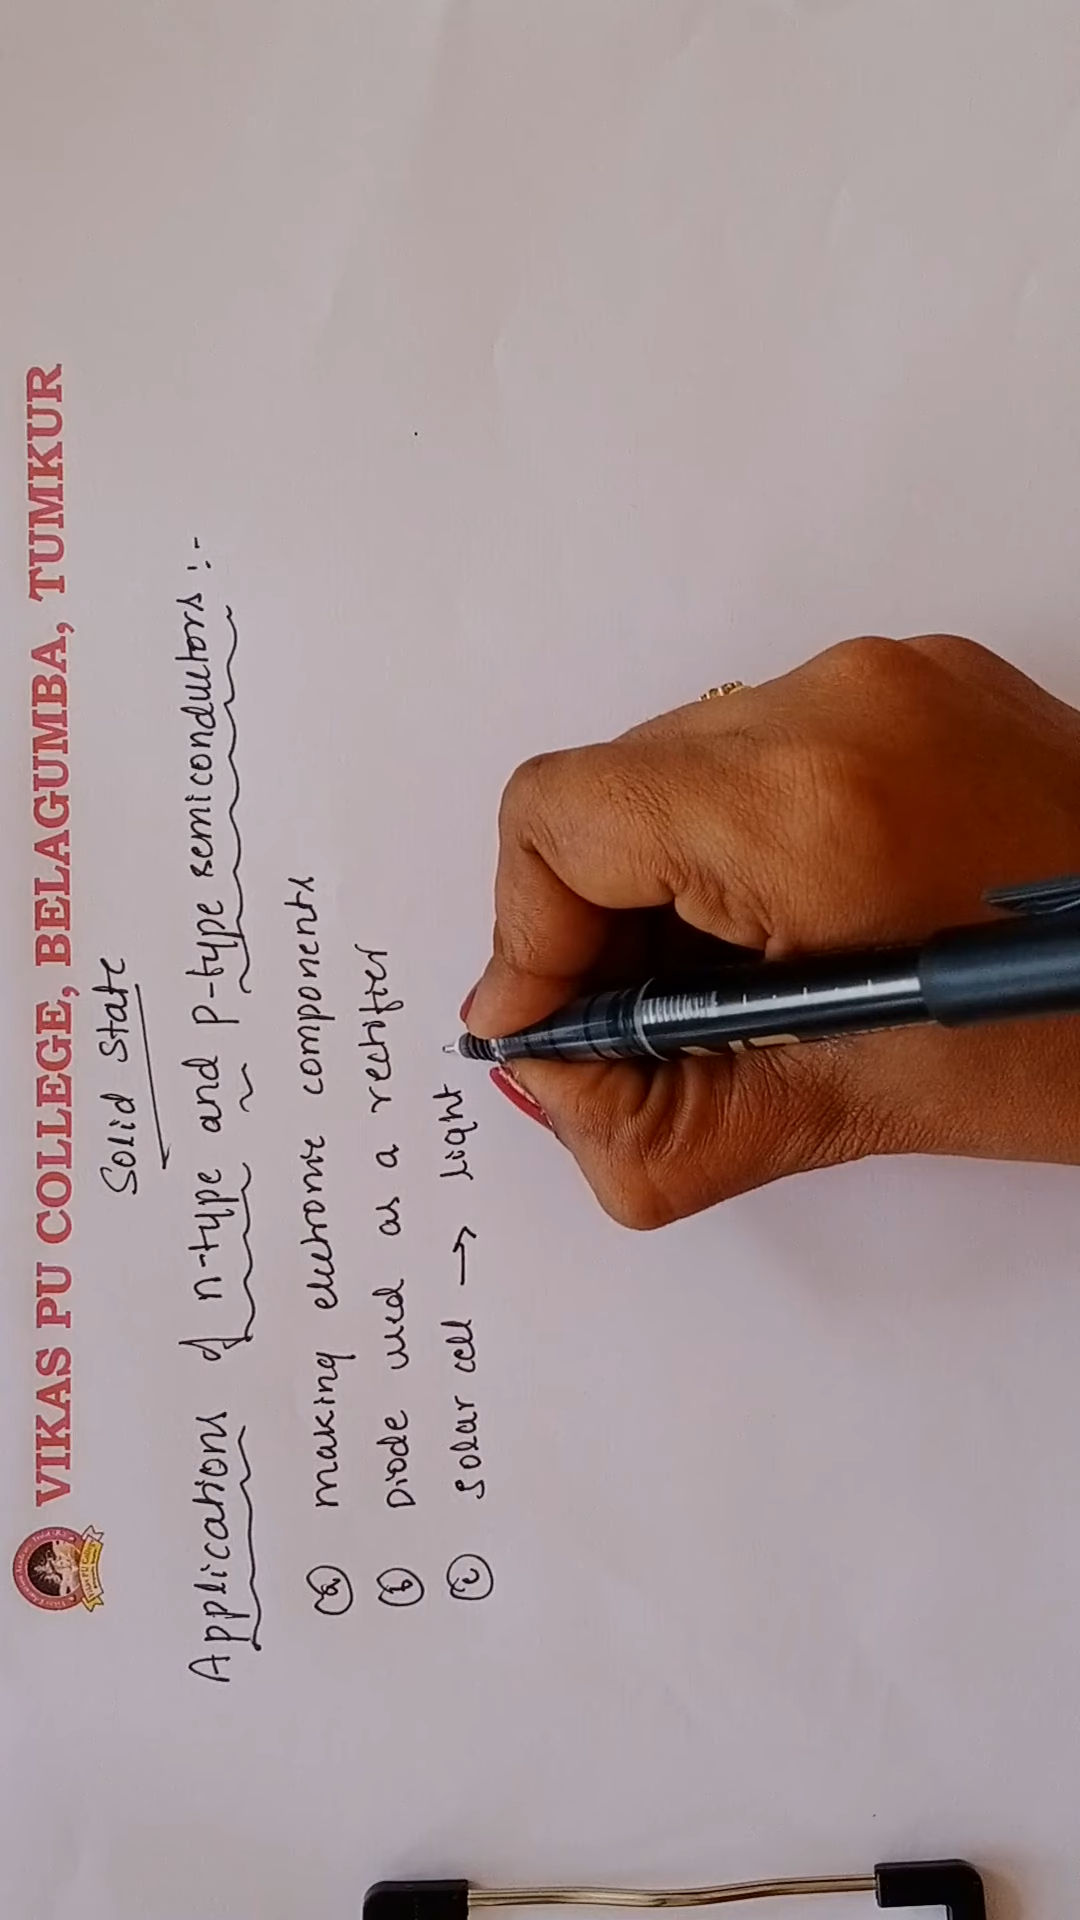 VIKAS PU COLLEGE, BELAGUMBA, TUMKUR
Solid state
Applications of n-type and p-type semiconductors :-
(a) making electronic components
(b) Diode used as a rectifier
(c) solar cell → light